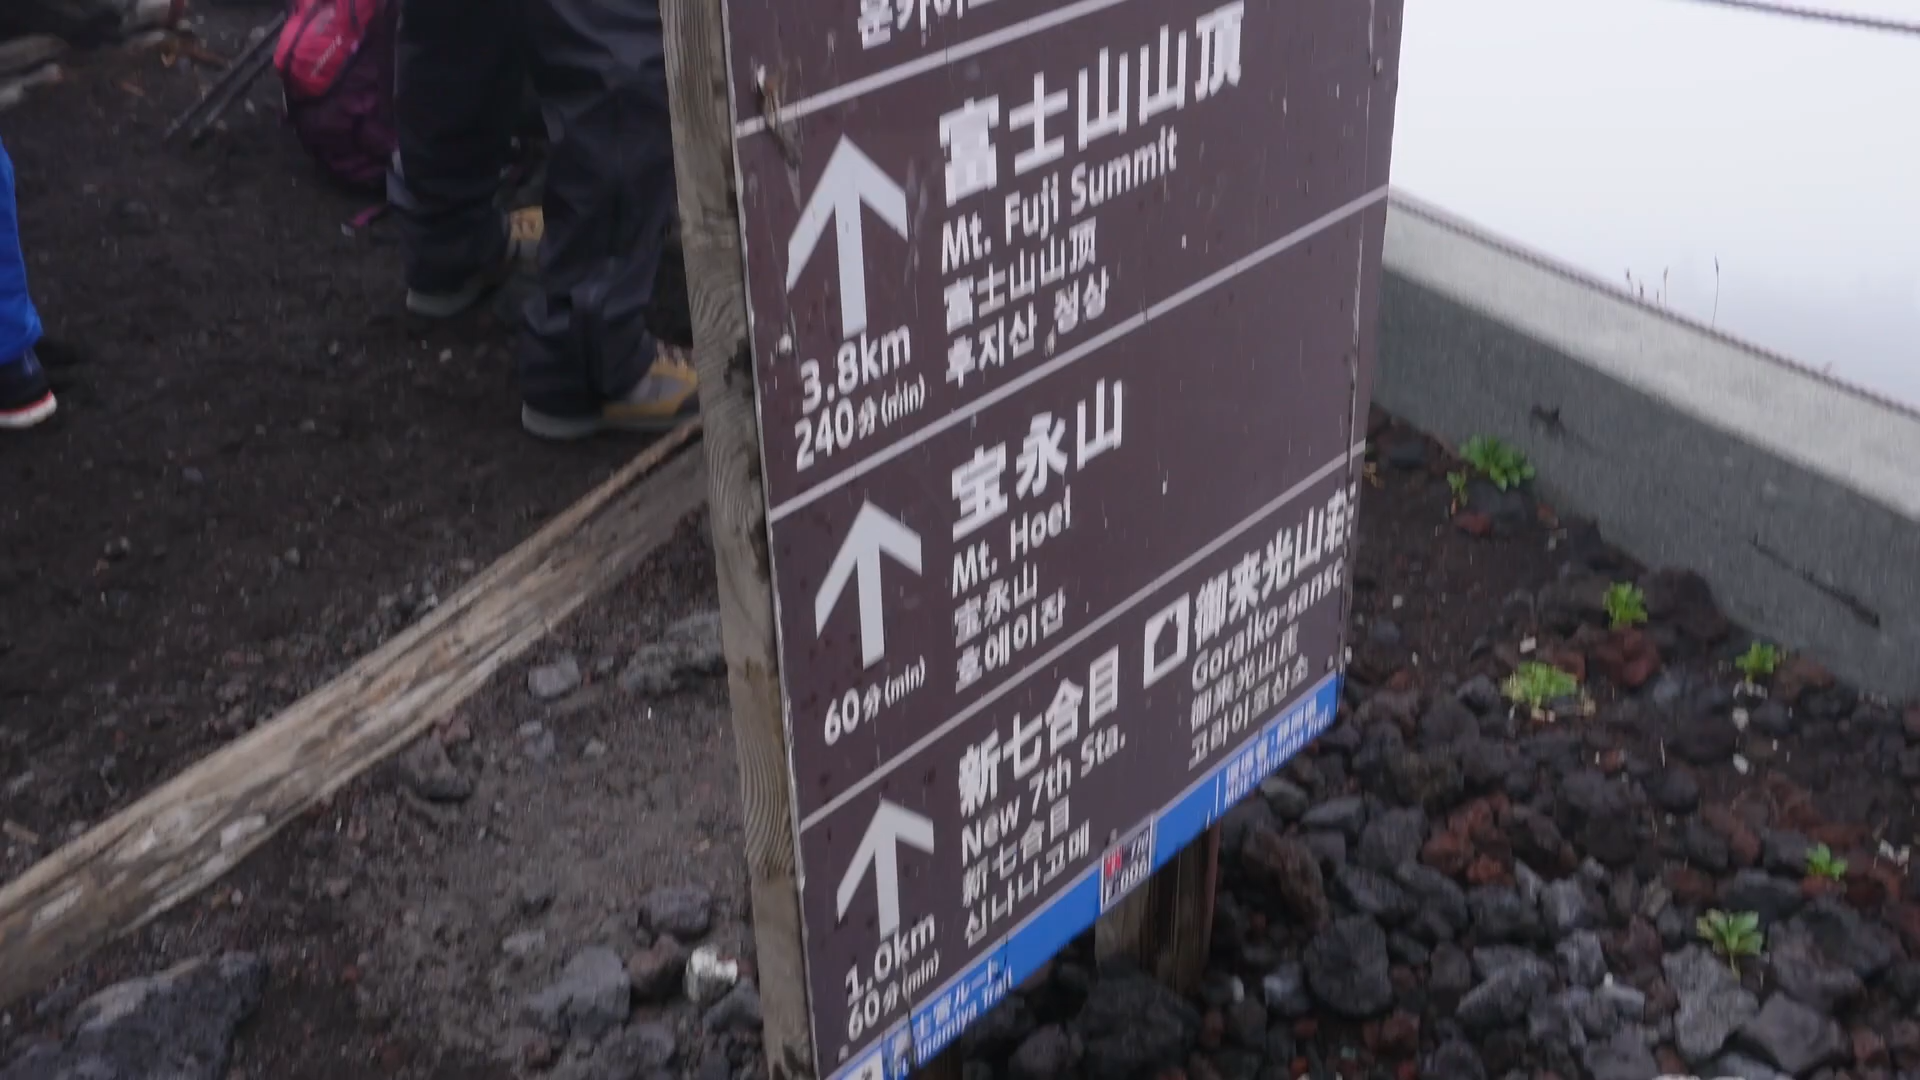 富士山山頂
Mt. Fuji Summit
富士山山顶
후지산 정상
3.8km
240分(min)
宝永山
Mt. Hoei
宝永山
호에이잔
60分(min)
新七合目
New 7th Sta.
新七合目
신나나고메
1.0km
60分(min)
御来光山荘
Goraiko-sansc
御来光山庄
고라이코산소